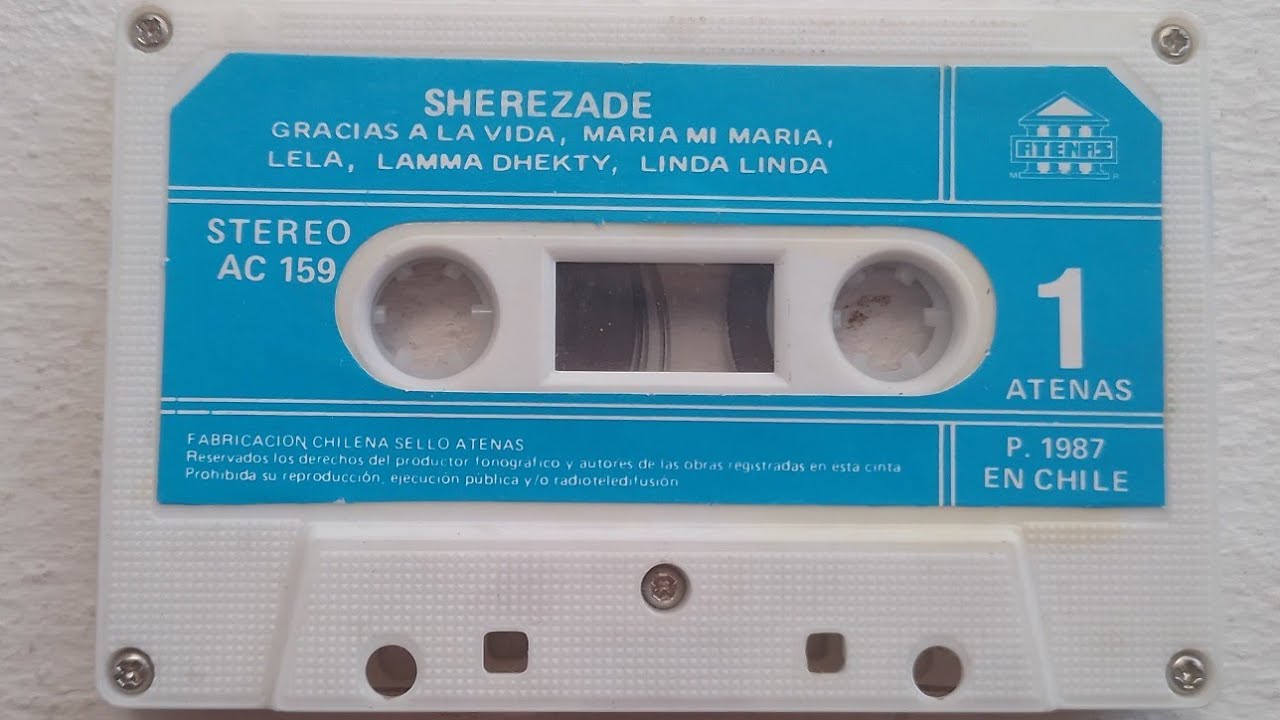 SHEREZADE
GRACIAS A LA VIDA, MARIA MI MARIA,
LELA, LAMMA DHEKTY, LINDA LINDA
ATENAS
M R
STEREO
AC 159
1
ATENAS
FABRICACION CHILENA SELLO ATENAS
Reservados los derechos del productor fonográfico y autores de las obras registradas en esta cinta
Prohibida su reproducción, ejecución pública y/o radioteledifusión
P. 1987
EN CHILE